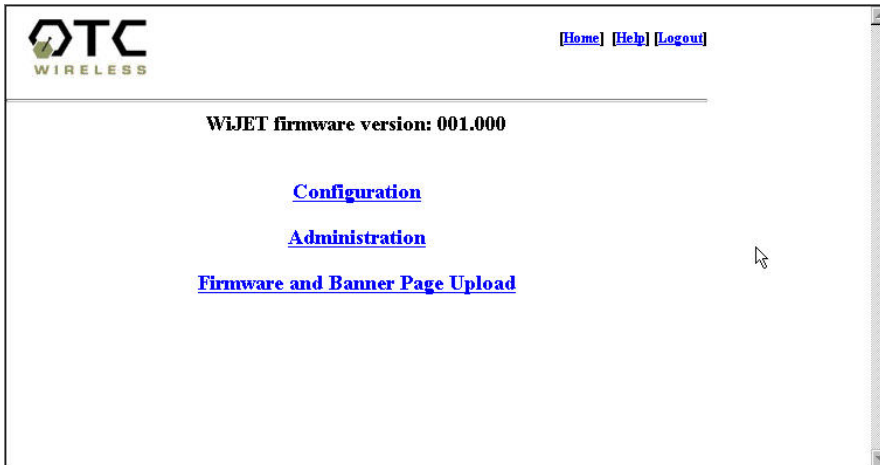 OTC
WIRELESS
[Home] [Help] [Logout]
WiJET firmware version: 001.000
Configuration
Administration
Firmware and Banner Page Upload